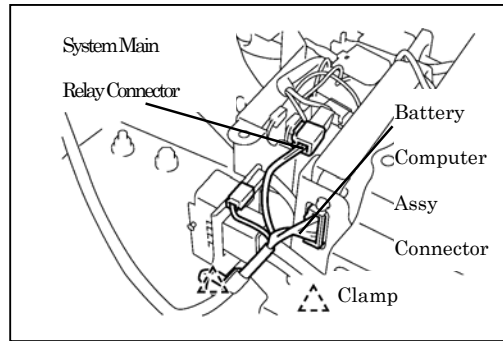 System Main
Relay Connector
Battery
Computer
Assy
Connector
Clamp